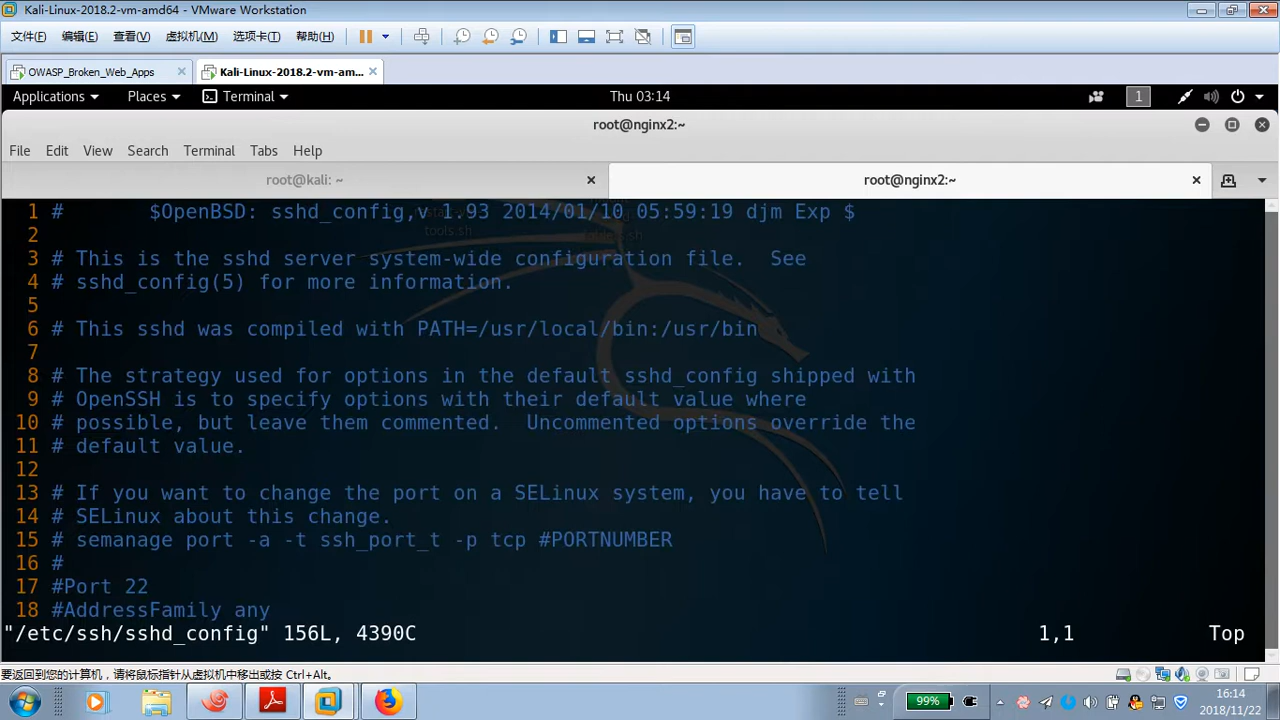 Kali-Linux-2018.2-vm-amd64 - VMware Workstation
文件(F) 编辑(E) 查看(V) 虚拟机(M) 选项卡(T) 帮助(H)
OWASP_Broken_Web_Apps Kali-Linux-2018.2-vm-am...
Applications Places Terminal Thu 03:14 1
root@nginx2:~
File Edit View Search Terminal Tabs Help
root@kali: ~ root@nginx2:~
1 # $OpenBSD: sshd_config,v 1.93 2014/01/10 05:59:19 djm Exp $
tools.sh
2
3 # This is the sshd server system-wide configuration file. See
4 # sshd_config(5) for more information.
5
6 # This sshd was compiled with PATH=/usr/local/bin:/usr/bin
7
8 # The strategy used for options in the default sshd_config shipped with
9 # OpenSSH is to specify options with their default value where
10 # possible, but leave them commented. Uncommented options override the
11 # default value.
12
13 # If you want to change the port on a SELinux system, you have to tell
14 # SELinux about this change.
15 # semanage port -a -t ssh_port_t -p tcp #PORTNUMBER
16 #
17 #Port 22
18 #AddressFamily any
"/etc/ssh/sshd_config" 156L, 4390C 1,1 Top
要返回到您的计算机，请将鼠标指针从虚拟机中移出或按 Ctrl+Alt。
99% 16:14
2018/11/22